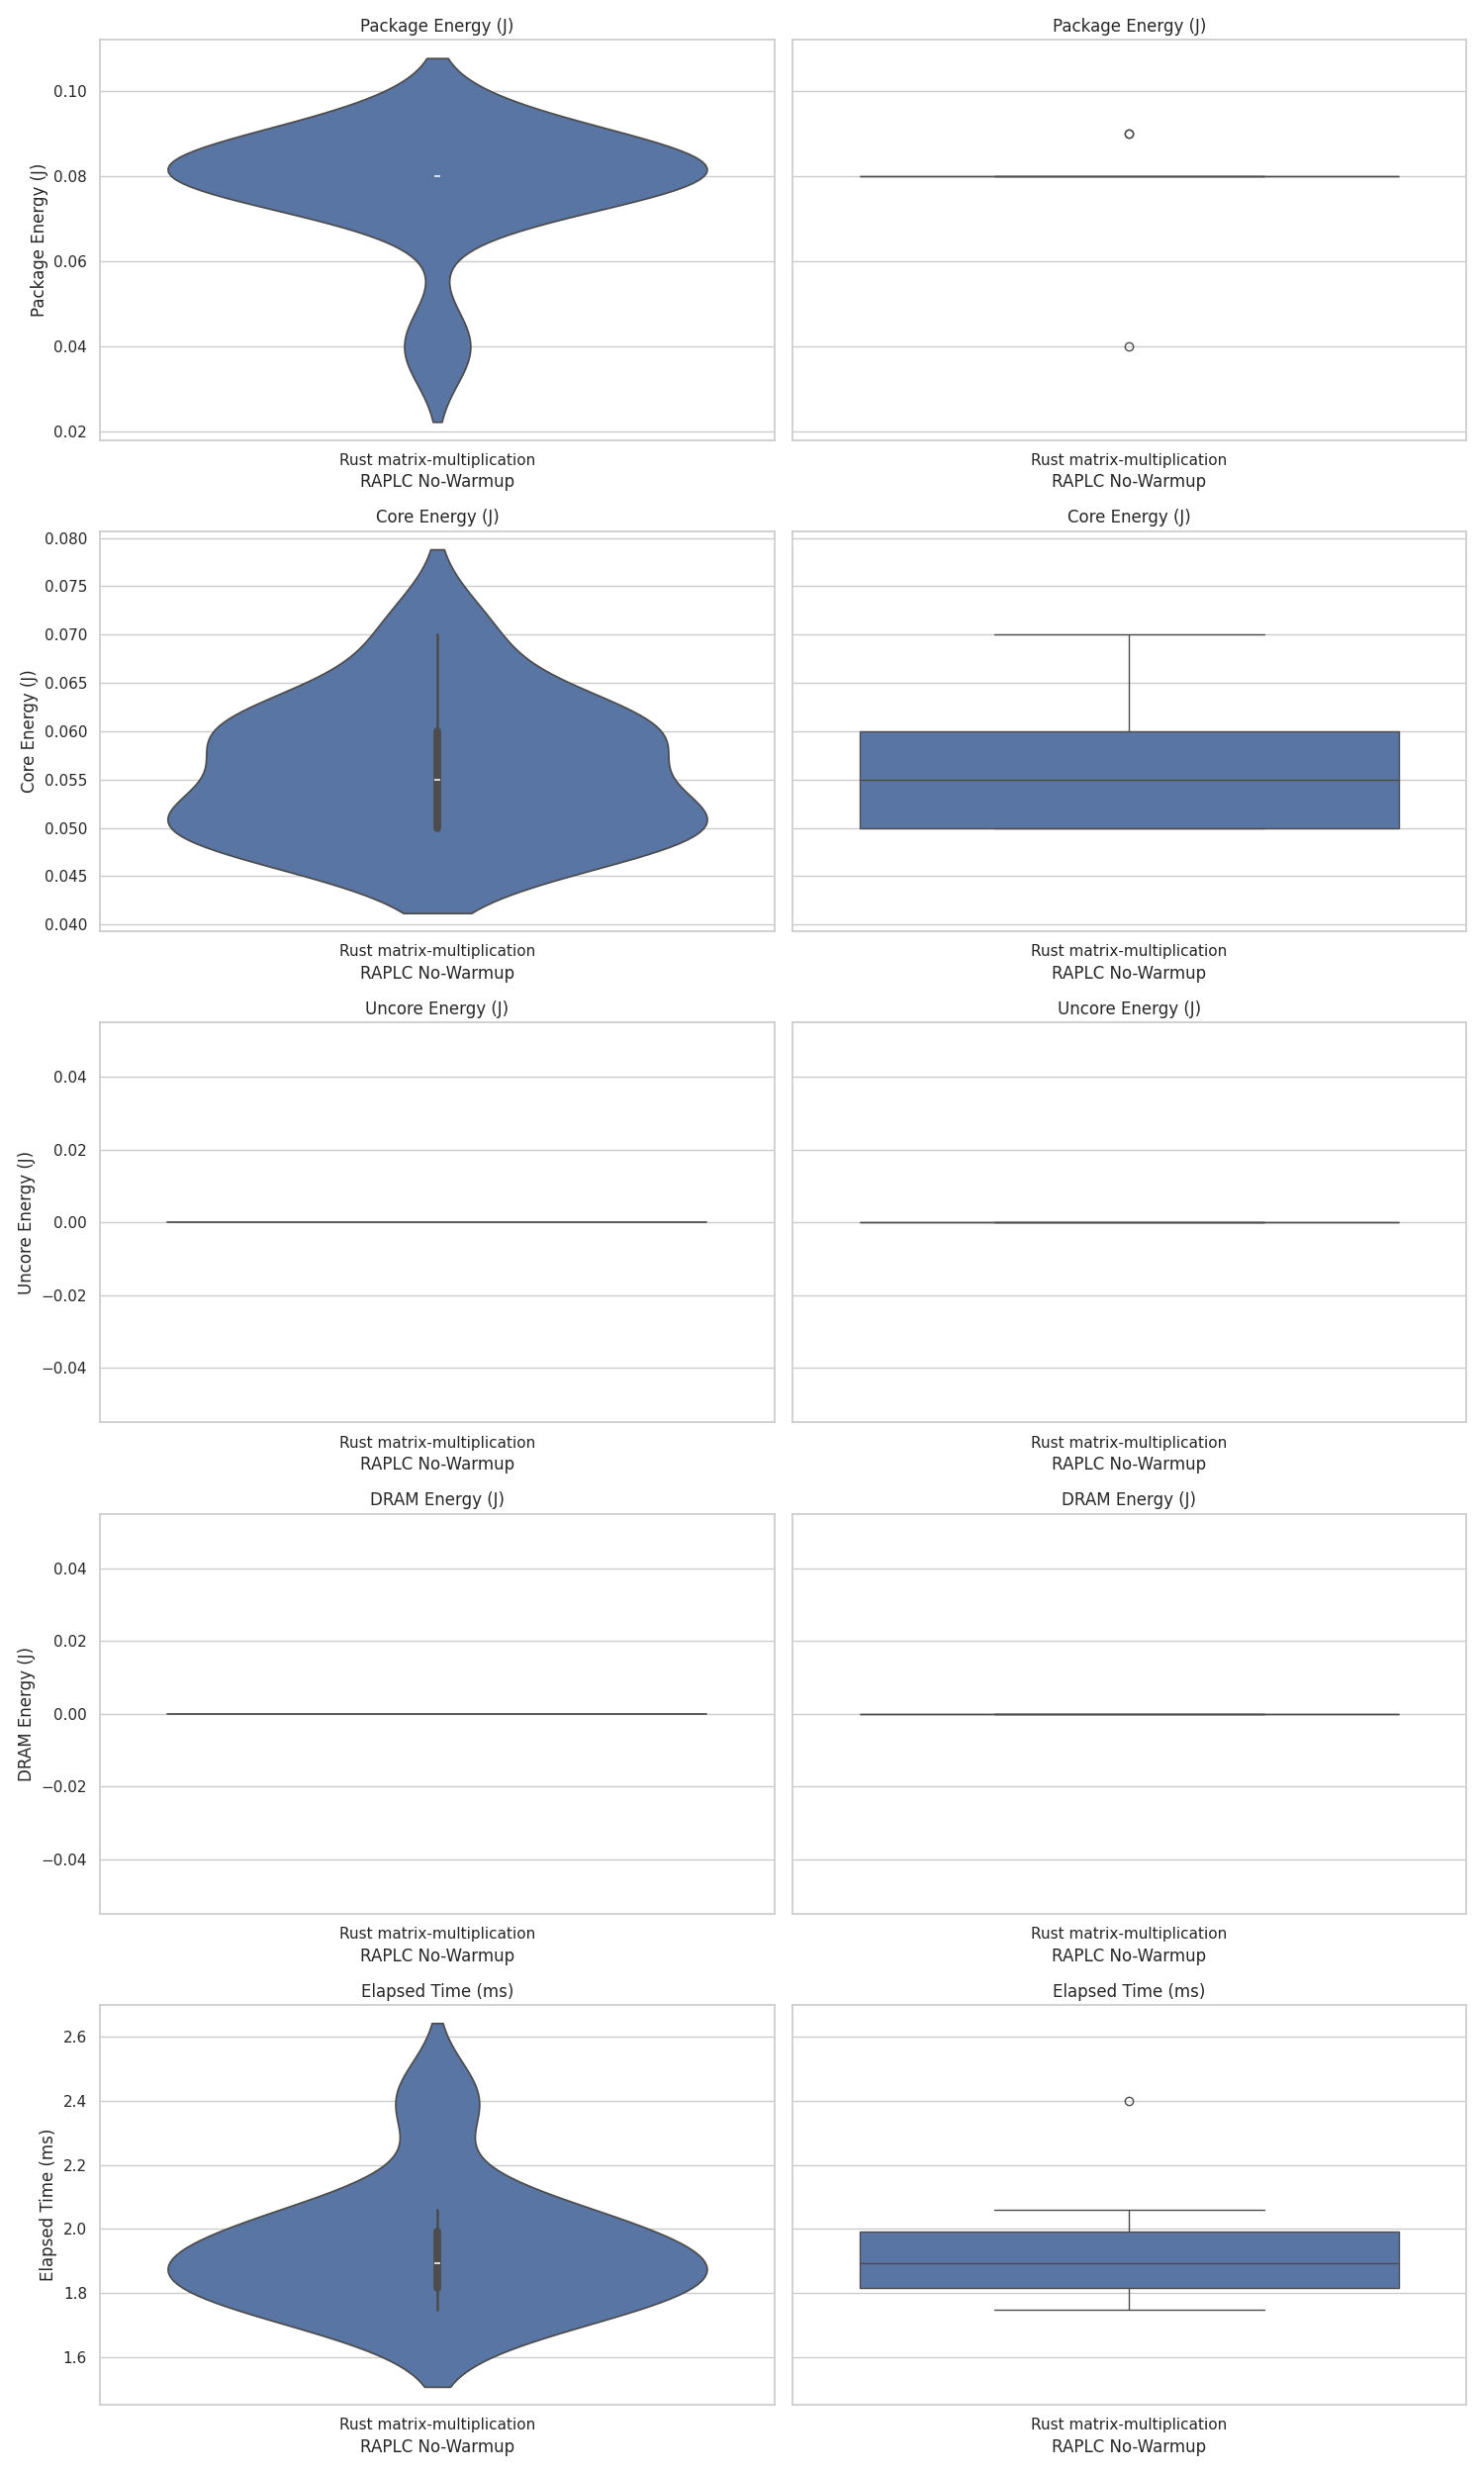 Package Energy (J)
Package Energy (J)
Package Energy (J)
0.10
0.08
0.06
0.04
0.02
Rust matrix-multiplication
RAPLC No-Warmup
Rust matrix-multiplication
RAPLC No-Warmup
Core Energy (J)
Core Energy (J)
Core Energy (J)
0.080
0.075
0.070
0.065
0.060
0.055
0.050
0.045
0.040
Rust matrix-multiplication
RAPLC No-Warmup
Rust matrix-multiplication
RAPLC No-Warmup
Uncore Energy (J)
Uncore Energy (J)
Uncore Energy (J)
0.04
0.02
0.00
−0.02
−0.04
Rust matrix-multiplication
RAPLC No-Warmup
Rust matrix-multiplication
RAPLC No-Warmup
DRAM Energy (J)
DRAM Energy (J)
DRAM Energy (J)
0.04
0.02
0.00
−0.02
−0.04
Rust matrix-multiplication
RAPLC No-Warmup
Rust matrix-multiplication
RAPLC No-Warmup
Elapsed Time (ms)
Elapsed Time (ms)
Elapsed Time (ms)
2.6
2.4
2.2
2.0
1.8
1.6
Rust matrix-multiplication
RAPLC No-Warmup
Rust matrix-multiplication
RAPLC No-Warmup